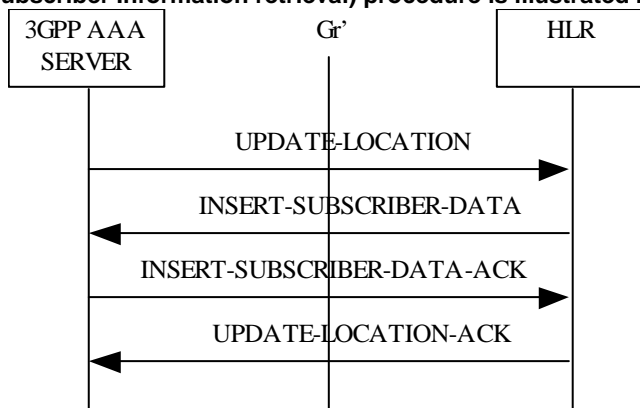 ubscriber information retrieval) procedure is illustrated
3GPP AAA SERVER
Gr’
HLR
UPDATE-LOCATION
INSERT-SUBSCRIBER-DATA
INSERT-SUBSCRIBER-DATA-ACK
UPDATE-LOCATION-ACK